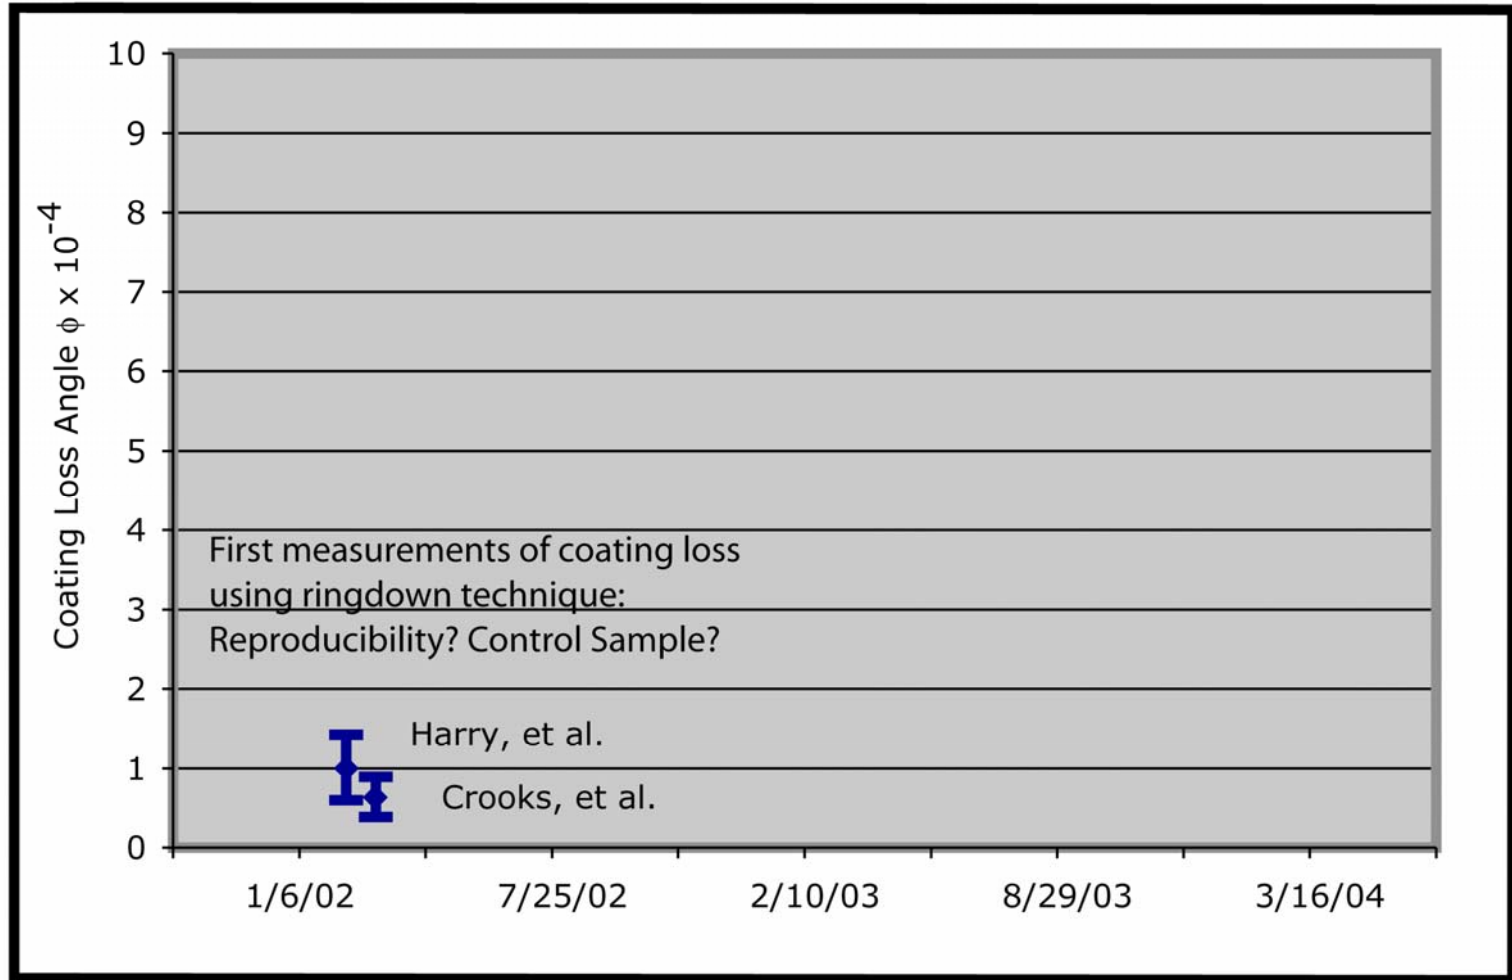 10
9
8
7
6
5
4
3
2
1
0
Coating Loss Angle ϕ x 10⁻⁴
First measurements of coating loss
using ringdown technique:
Reproducibility? Control Sample?
Harry, et al.
Crooks, et al.
1/6/02 7/25/02 2/10/03 8/29/03 3/16/04